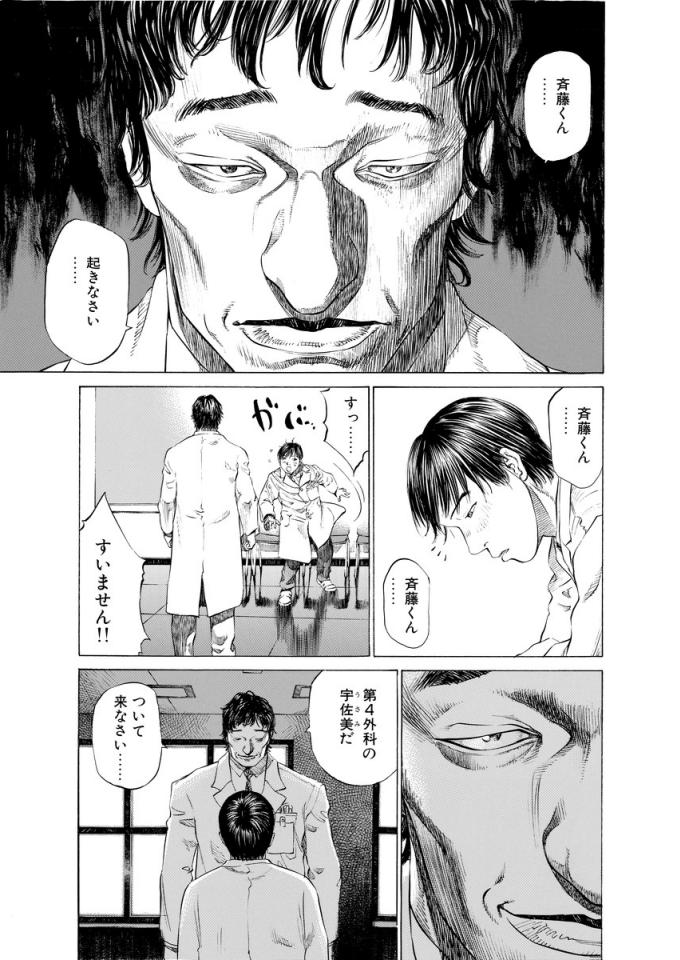 斉藤くん
……
起きなさい
……
斉藤くん
……
斉藤くん
……
ガバ…
すっ……
すいません!!
第4外科の
宇佐美だ
うさみ
ついて
来なさい……